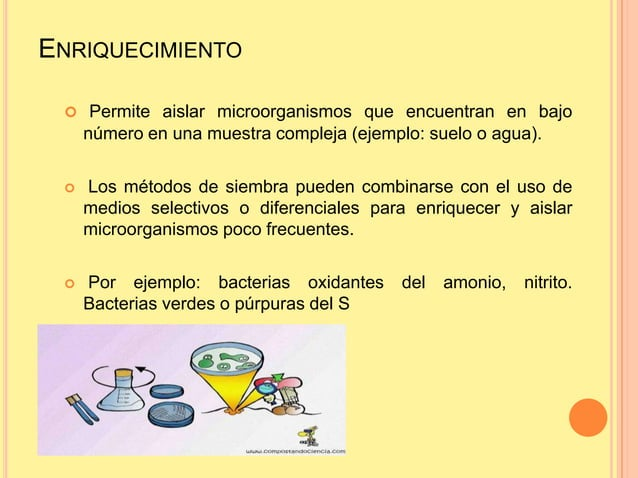 ENRIQUECIMIENTO
Permite aislar microorganismos que encuentran en bajo
número en una muestra compleja (ejemplo: suelo o agua).
Los métodos de siembra pueden combinarse con el uso de
medios selectivos o diferenciales para enriquecer y aislar
microorganismos poco frecuentes.
Por ejemplo: bacterias oxidantes del amonio, nitrito.
Bacterias verdes o púrpuras del S
www.compostandociencia.com